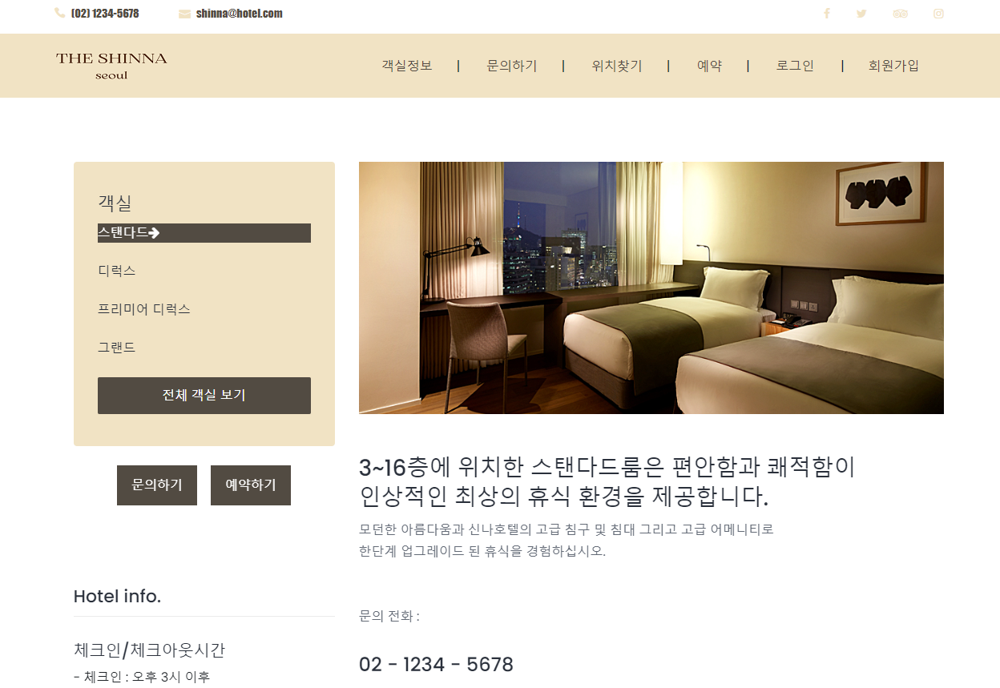 (02) 1234-5678
shinna@hotel.com
THE SHINNA
seoul
객실정보 | 문의하기 | 위치찾기 | 예약 | 로그인 | 회원가입
객실
스탠다드
디럭스
프리미어 디럭스
그랜드
전체 객실 보기
문의하기 예약하기
Hotel info.
체크인/체크아웃시간
- 체크인 : 오후 3시 이후
3~16층에 위치한 스탠다드룸은 편안함과 쾌적함이
인상적인 최상의 휴식 환경을 제공합니다.
모던한 아름다움과 신나호텔의 고급 침구 및 침대 그리고 고급 어메니티로
한단계 업그레이드 된 휴식을 경험하십시오.
문의 전화 :
02 - 1234 - 5678